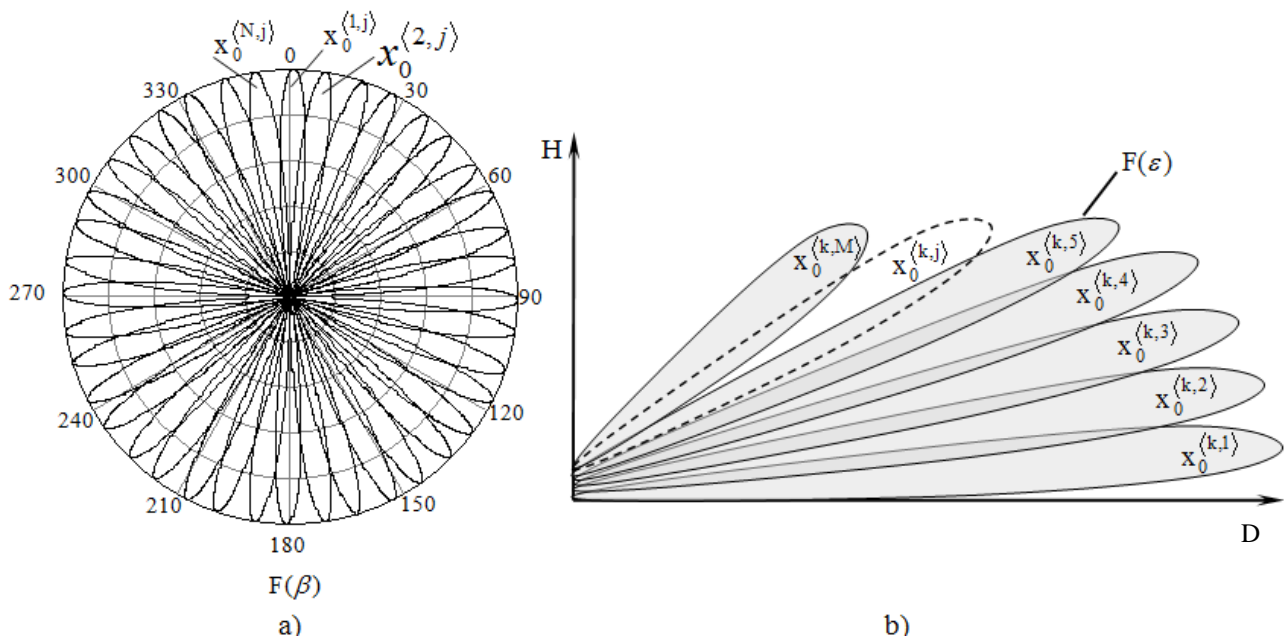 x₀⟨N,j⟩ x₀⟨1,j⟩ x₀⟨2,j⟩
0
330 30
300 60
270 90
240 120
210 150
180
F(β)
a)
H
F(ε)
x₀⟨k,M⟩ x₀⟨k,j⟩ x₀⟨k,5⟩
x₀⟨k,4⟩
x₀⟨k,3⟩
x₀⟨k,2⟩
x₀⟨k,1⟩
D
b)